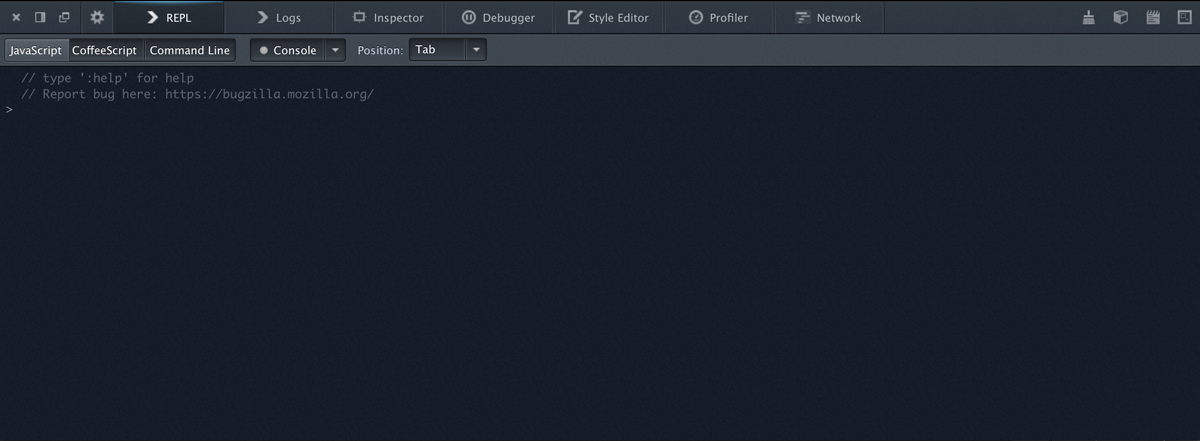 REPL Logs Inspector Debugger Style Editor Profiler Network
JavaScript CoffeeScript Command Line Console Position: Tab
// type ':help' for help
// Report bug here: https://bugzilla.mozilla.org/
>